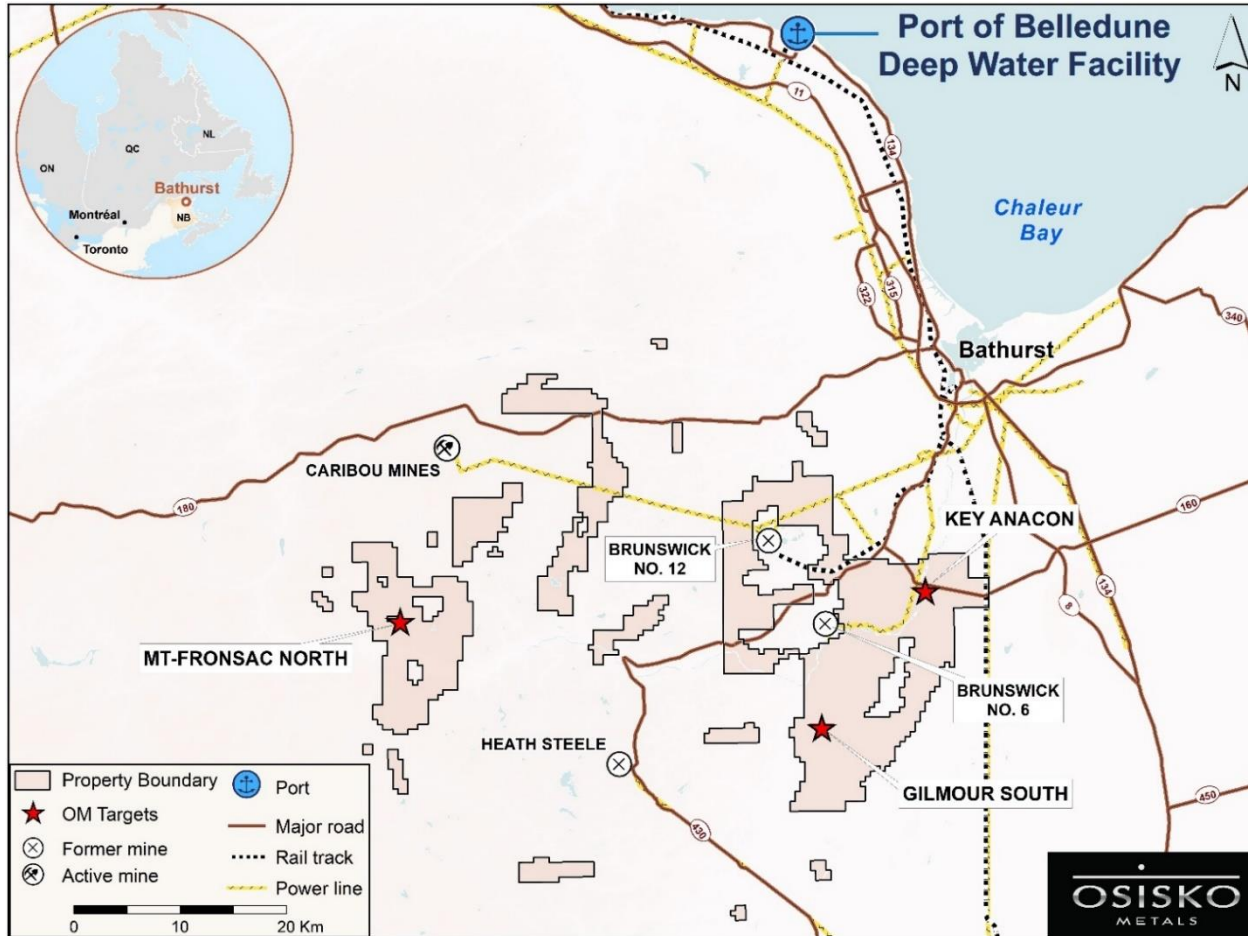 Port of Belledune
Deep Water Facility
N
NL
QC
ON
Bathurst
NB
Montréal
Toronto
11
134
Chaleur
Bay
322
315
340
Bathurst
CARIBOU MINES
180
KEY ANACON
160
BRUNSWICK
NO. 12
8
134
MT-FRONSAC NORTH
BRUNSWICK
NO. 6
HEATH STEELE
GILMOUR SOUTH
450
430
Property Boundary
OM Targets
Former mine
Active mine
Port
Major road
Rail track
Power line
0 10 20 Km
OSISKO
METALS